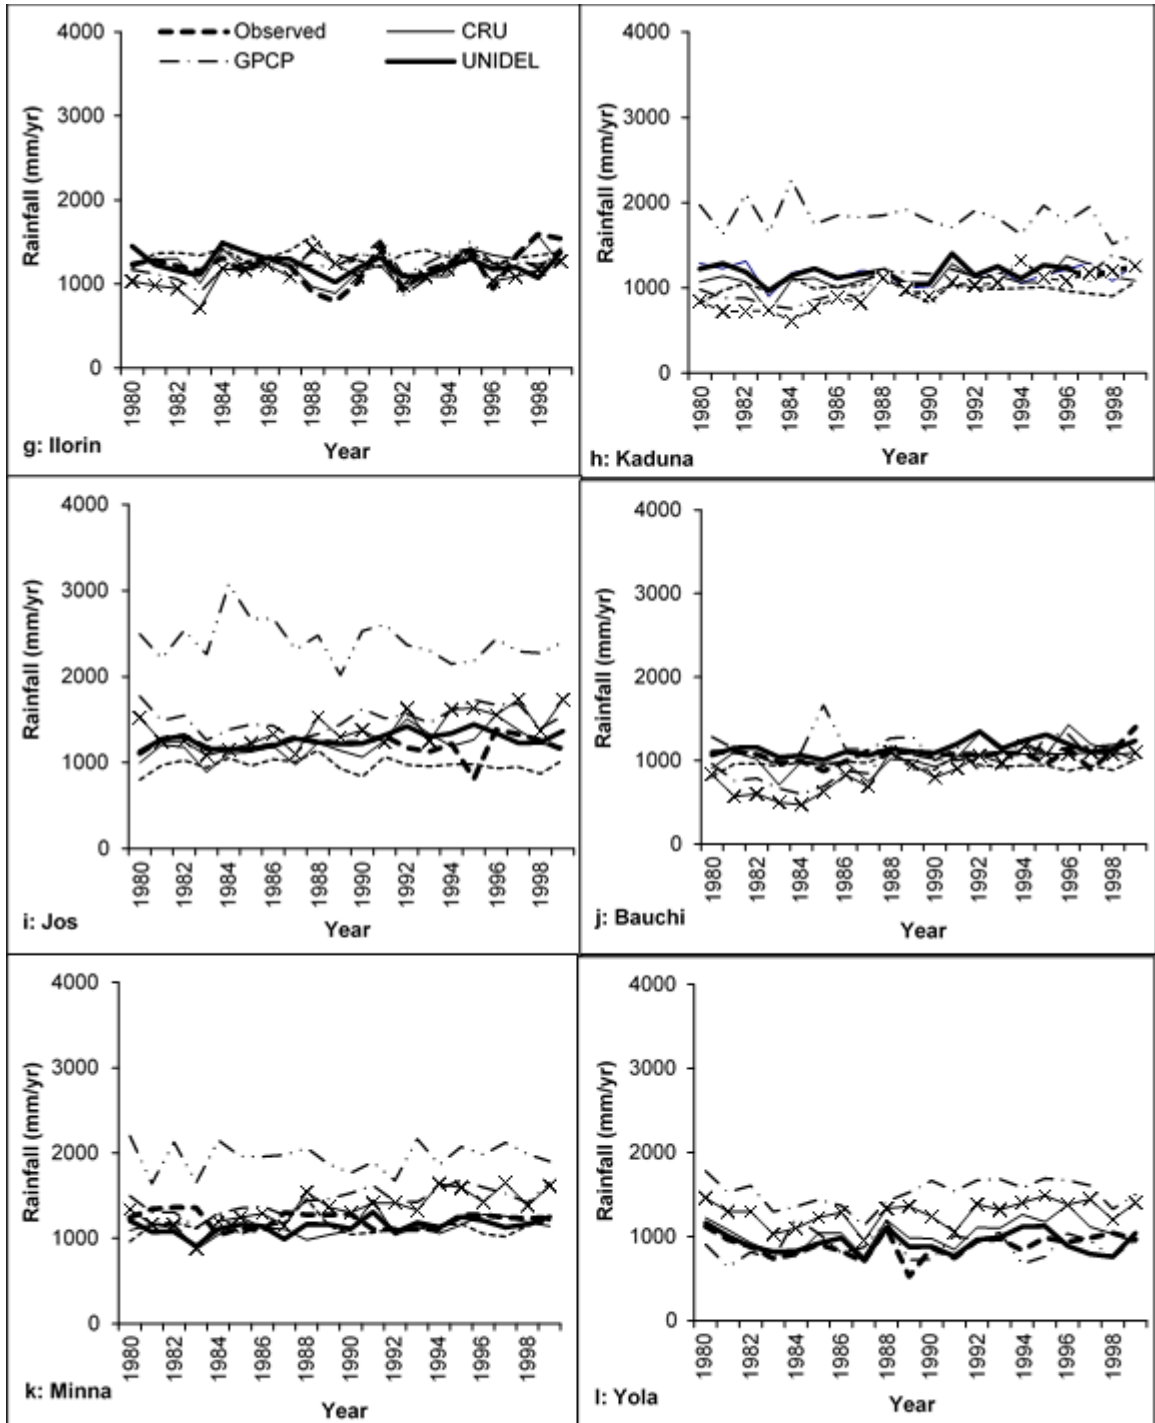 4000
3000
2000
1000
0
Rainfall (mm/yr)
Observed CRU
GPCP UNIDEL
1980 1982 1984 1986 1988 1990 1992 1994 1996 1998
Year
g: Ilorin
4000
3000
2000
1000
0
Rainfall (mm/yr)
1980 1982 1984 1986 1988 1990 1992 1994 1996 1998
Year
h: Kaduna
4000
3000
2000
1000
0
Rainfall (mm/yr)
1980 1982 1984 1986 1988 1990 1992 1994 1996 1998
Year
i: Jos
4000
3000
2000
1000
0
Rainfall (mm/yr)
1980 1982 1984 1986 1988 1990 1992 1994 1996 1998
Year
j: Bauchi
4000
3000
2000
1000
0
Rainfall (mm/yr)
1980 1982 1984 1986 1988 1990 1992 1994 1996 1998
Year
k: Minna
4000
3000
2000
1000
0
Rainfall (mm/yr)
1980 1982 1984 1986 1988 1990 1992 1994 1996 1998
Year
l: Yola